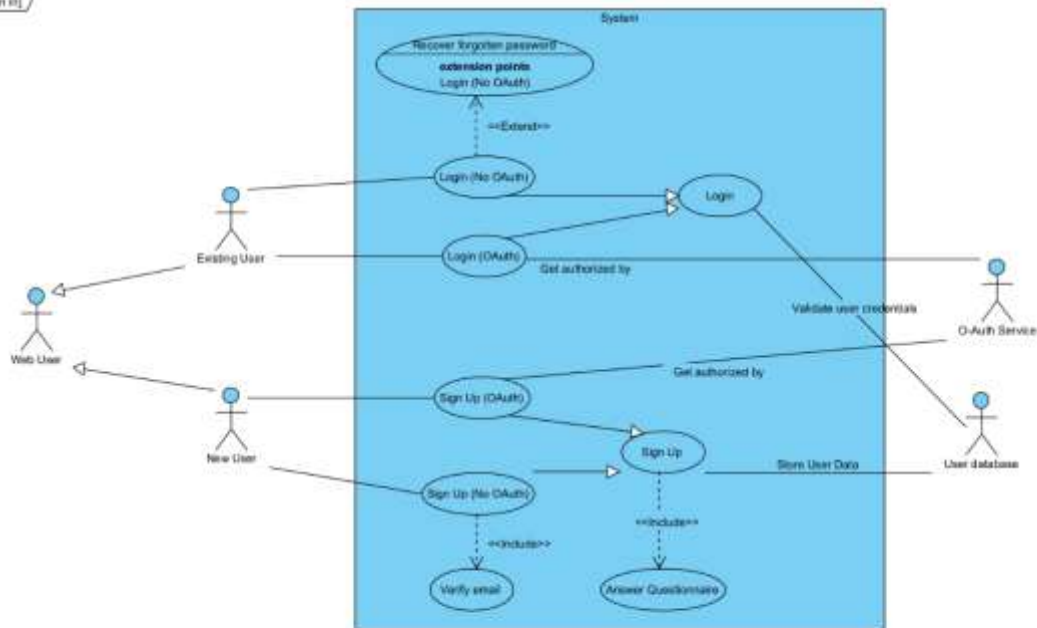 System
Recover forgotten password
extension points
Login (No OAuth)
<<Extend>>
Login (No OAuth)
Login
Existing User
Login (OAuth)
Get authorized by
O-Auth Service
Validate user credentials
Web User
Get authorized by
Sign Up (OAuth)
New User
Sign Up
User database
Store User Data
Sign Up (No OAuth)
<<Include>>
<<Include>>
Verify email
Answer Questionnaire